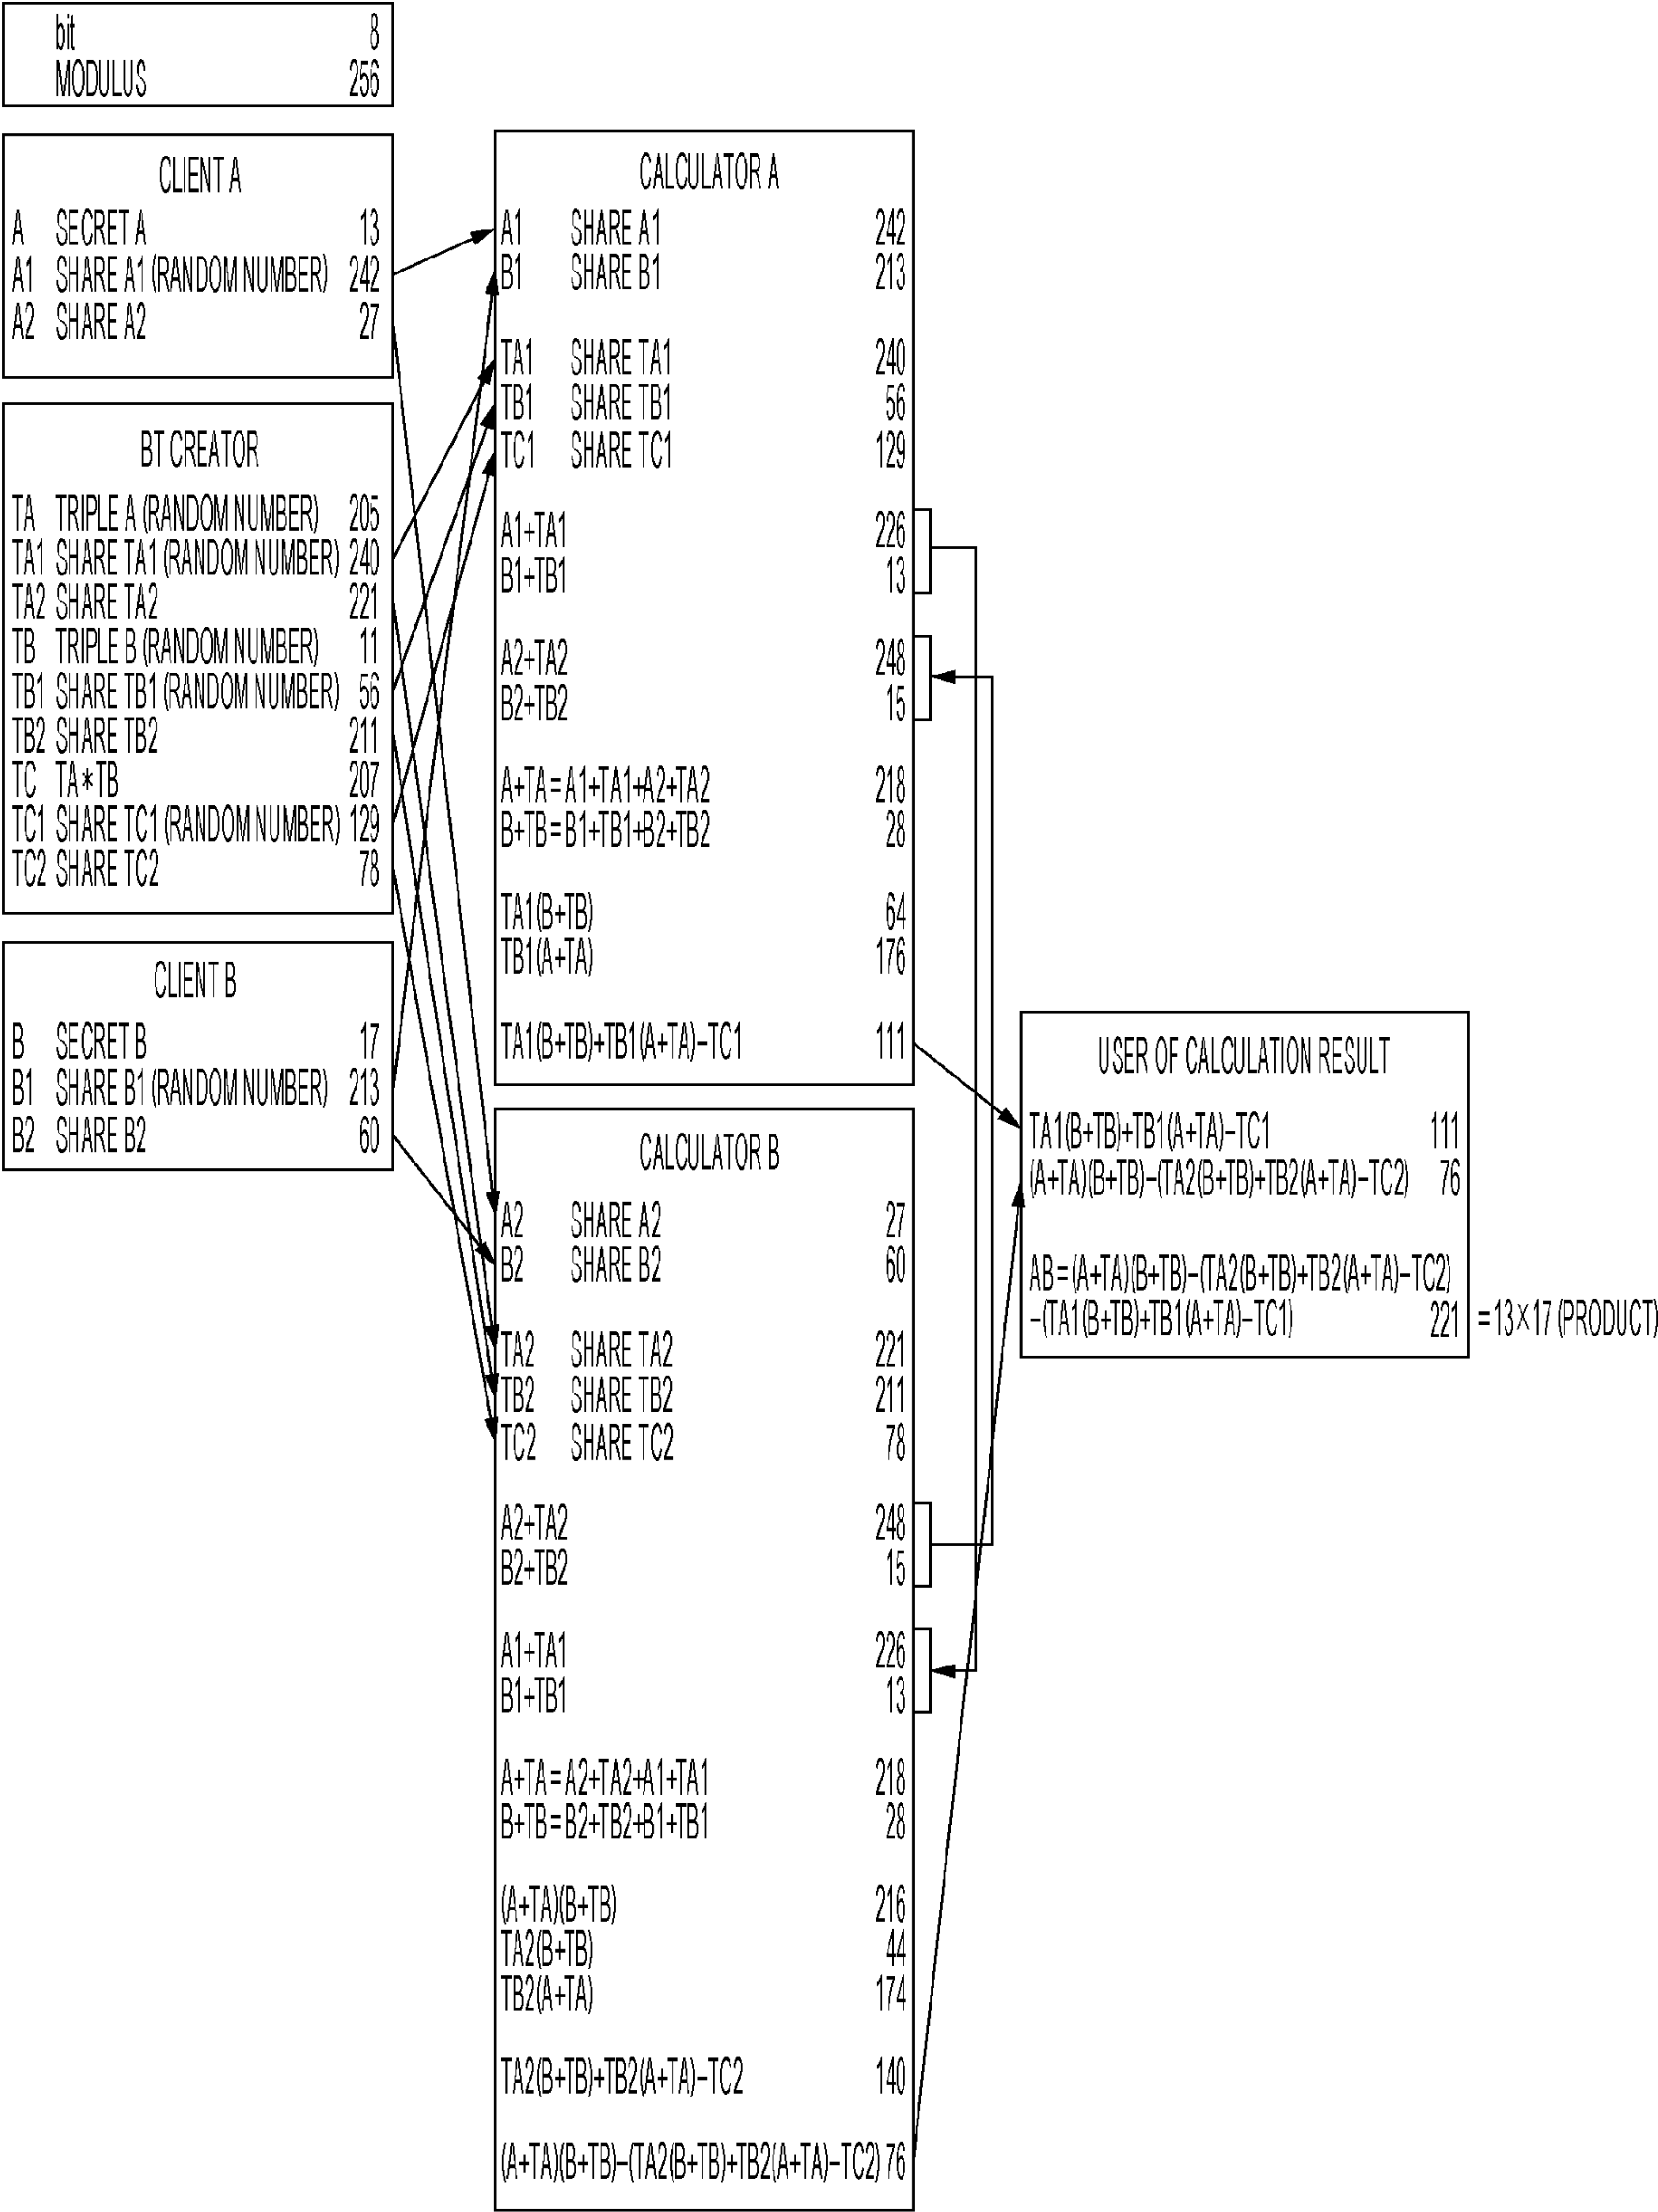 bit 8
MODULUS 256
CLIENT A
A SECRET A 13
A1 SHARE A1 (RANDOM NUMBER) 242
A2 SHARE A2 27
BT CREATOR
TA TRIPLE A (RANDOM NUMBER) 205
TA1 SHARE TA1 (RANDOM NUMBER) 240
TA2 SHARE TA2 221
TB TRIPLE B (RANDOM NUMBER) 11
TB1 SHARE TB1 (RANDOM NUMBER) 56
TB2 SHARE TB2 211
TC TA*TB 207
TC1 SHARE TC1 (RANDOM NUMBER) 129
TC2 SHARE TC2 78
CLIENT B
B SECRET B 17
B1 SHARE B1 (RANDOM NUMBER) 213
B2 SHARE B2 60
CALCULATOR A
A1 SHARE A1 242
B1 SHARE B1 213
TA1 SHARE TA1 240
TB1 SHARE TB1 56
TC1 SHARE TC1 129
A1+TA1 226
B1+TB1 13
A2+TA2 248
B2+TB2 15
A+TA=A1+TA1+A2+TA2 218
B+TB=B1+TB1+B2+TB2 28
TA1(B+TB) 64
TB1(A+TA) 176
TA1(B+TB)+TB1(A+TA)-TC1 111
CALCULATOR B
A2 SHARE A2 27
B2 SHARE B2 60
TA2 SHARE TA2 221
TB2 SHARE TB2 211
TC2 SHARE TC2 78
A2+TA2 248
B2+TB2 15
A1+TA1 226
B1+TB1 13
A+TA=A2+TA2+A1+TA1 218
B+TB=B2+TB2+B1+TB1 28
(A+TA)(B+TB) 216
TA2(B+TB) 44
TB2(A+TA) 174
TA2(B+TB)+TB2(A+TA)-TC2 140
(A+TA)(B+TB)-(TA2(B+TB)+TB2(A+TA)-TC2) 76
USER OF CALCULATION RESULT
TA1(B+TB)+TB1(A+TA)-TC1 111
(A+TA)(B+TB)-(TA2(B+TB)+TB2(A+TA)-TC2) 76
AB=(A+TA)(B+TB)-(TA2(B+TB)+TB2(A+TA)-TC2)
-(TA1(B+TB)+TB1(A+TA)-TC1) 221 =13×17 (PRODUCT)